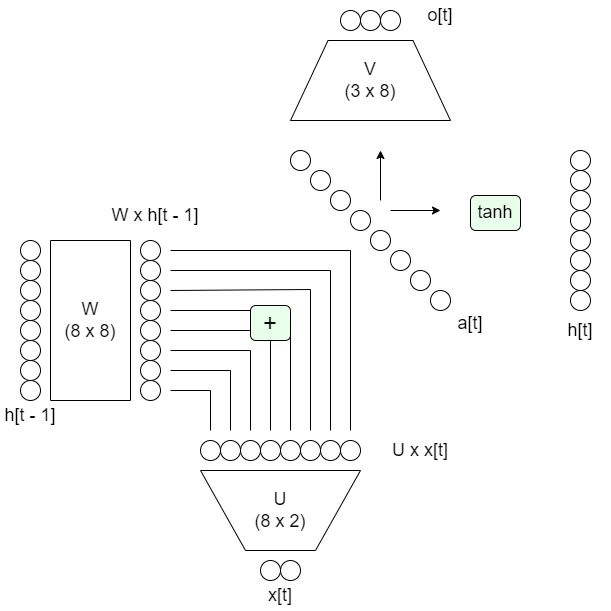 o[t]
V
(3 x 8)
W x h[t - 1]
tanh
W
(8 x 8)
+
a[t]
h[t]
h[t - 1]
U x x[t]
U
(8 x 2)
x[t]